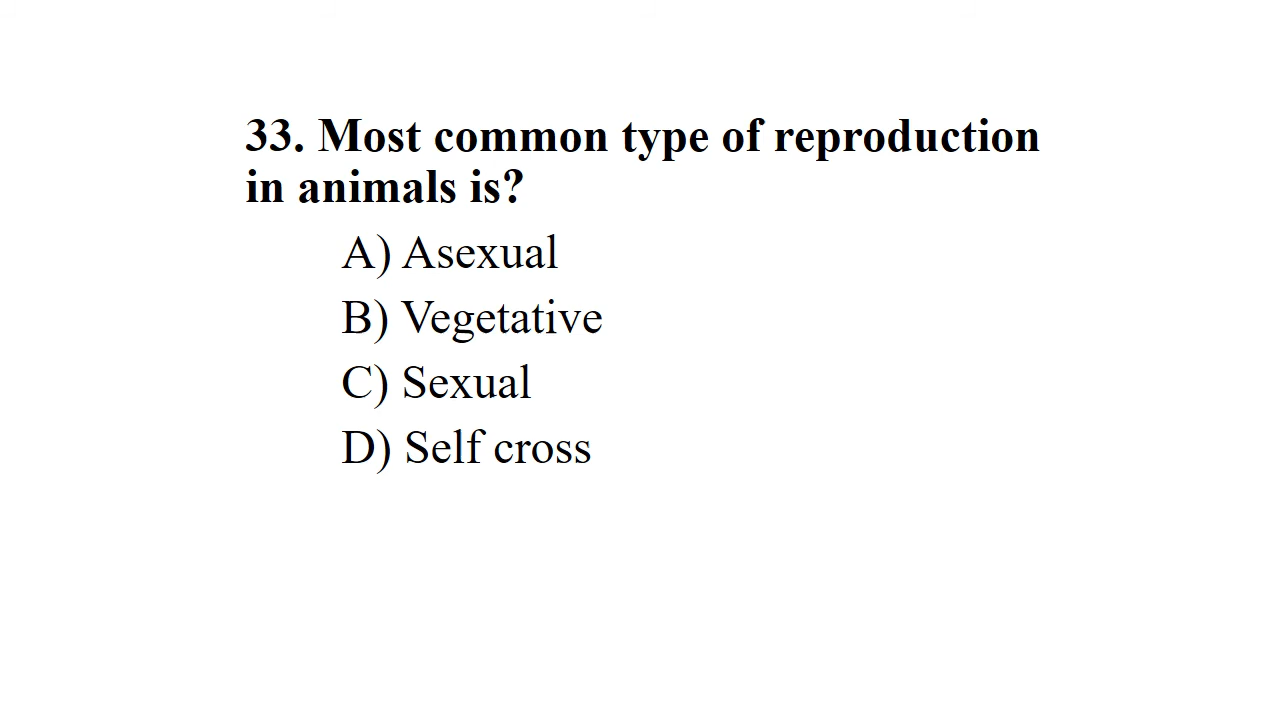 33. Most common type of reproduction
in animals is?
A) Asexual
B) Vegetative
C) Sexual
D) Self cross